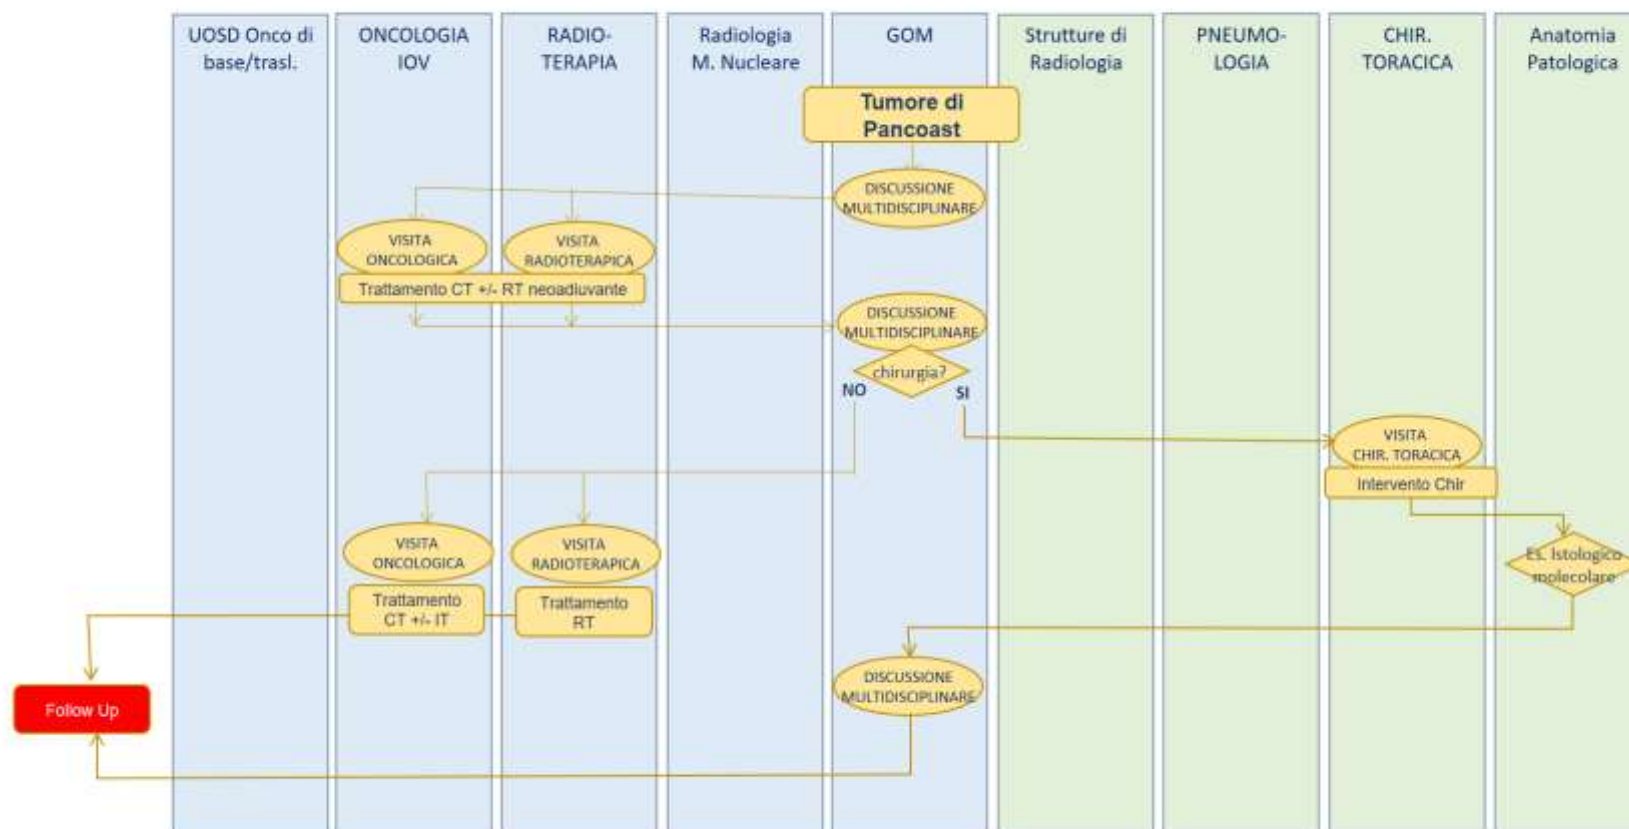 UOSD Onco di
base/trasl.
ONCOLOGIA
IOV
RADIO-
TERAPIA
Radiologia
M. Nucleare
GOM
Strutture di
Radiologia
PNEUMO-
LOGIA
CHIR.
TORACICA
Anatomia
Patologica
Tumore di
Pancoast
DISCUSSIONE
MULTIDISCIPLINARE
VISITA
ONCOLOGICA
VISITA
RADIOTERAPICA
Trattamento CT +/- RT neoadiuvante
DISCUSSIONE
MULTIDISCIPLINARE
chirurgia?
NO
SI
VISITA
CHIR. TORACICA
Intervento Chir
VISITA
ONCOLOGICA
VISITA
RADIOTERAPICA
Es. Istologico
molecolare
Trattamento
CT +/- IT
Trattamento
RT
DISCUSSIONE
MULTIDISCIPLINARE
Follow Up